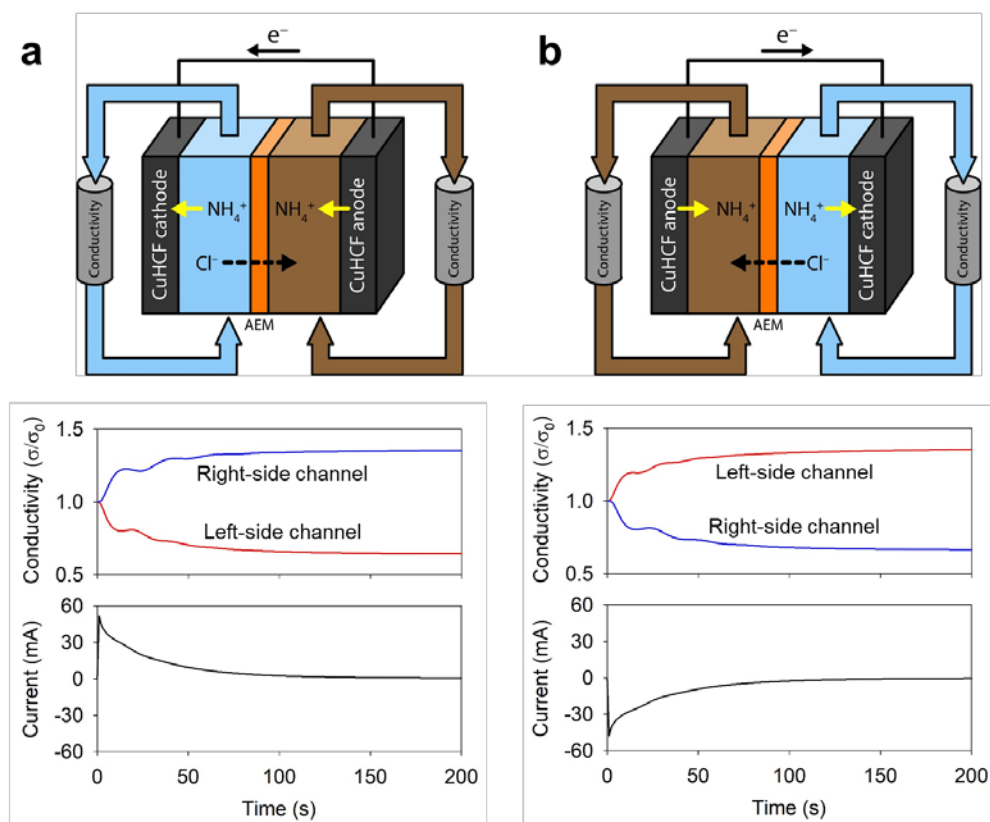 a
e⁻
Conductivity
CuHCF cathode
NH₄⁺
NH₄⁺
Cl⁻
CuHCF anode
Conductivity
AEM
b
e⁻
Conductivity
CuHCF anode
NH₄⁺
NH₄⁺
Cl⁻
CuHCF cathode
Conductivity
AEM
Conductivity (σ/σ₀)
1.5
1.0
0.5
Right-side channel
Left-side channel
Current (mA)
60
30
0
-30
-60
0 50 100 150 200
Time (s)
Conductivity (σ/σ₀)
1.5
1.0
0.5
Left-side channel
Right-side channel
Current (mA)
60
30
0
-30
-60
0 50 100 150 200
Time (s)